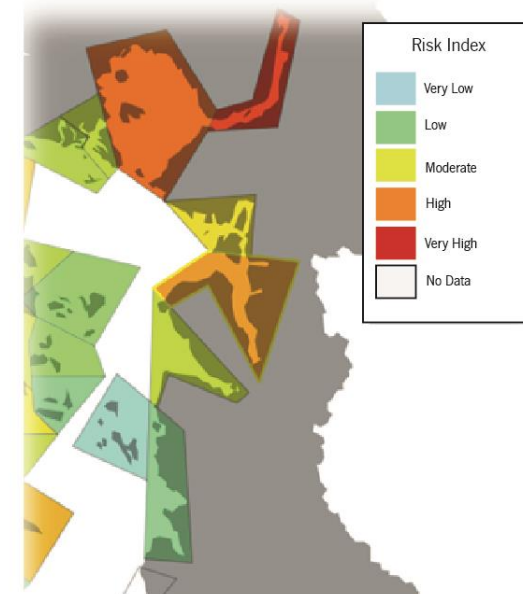 Risk Index
Very Low
Low
Moderate
High
Very High
No Data